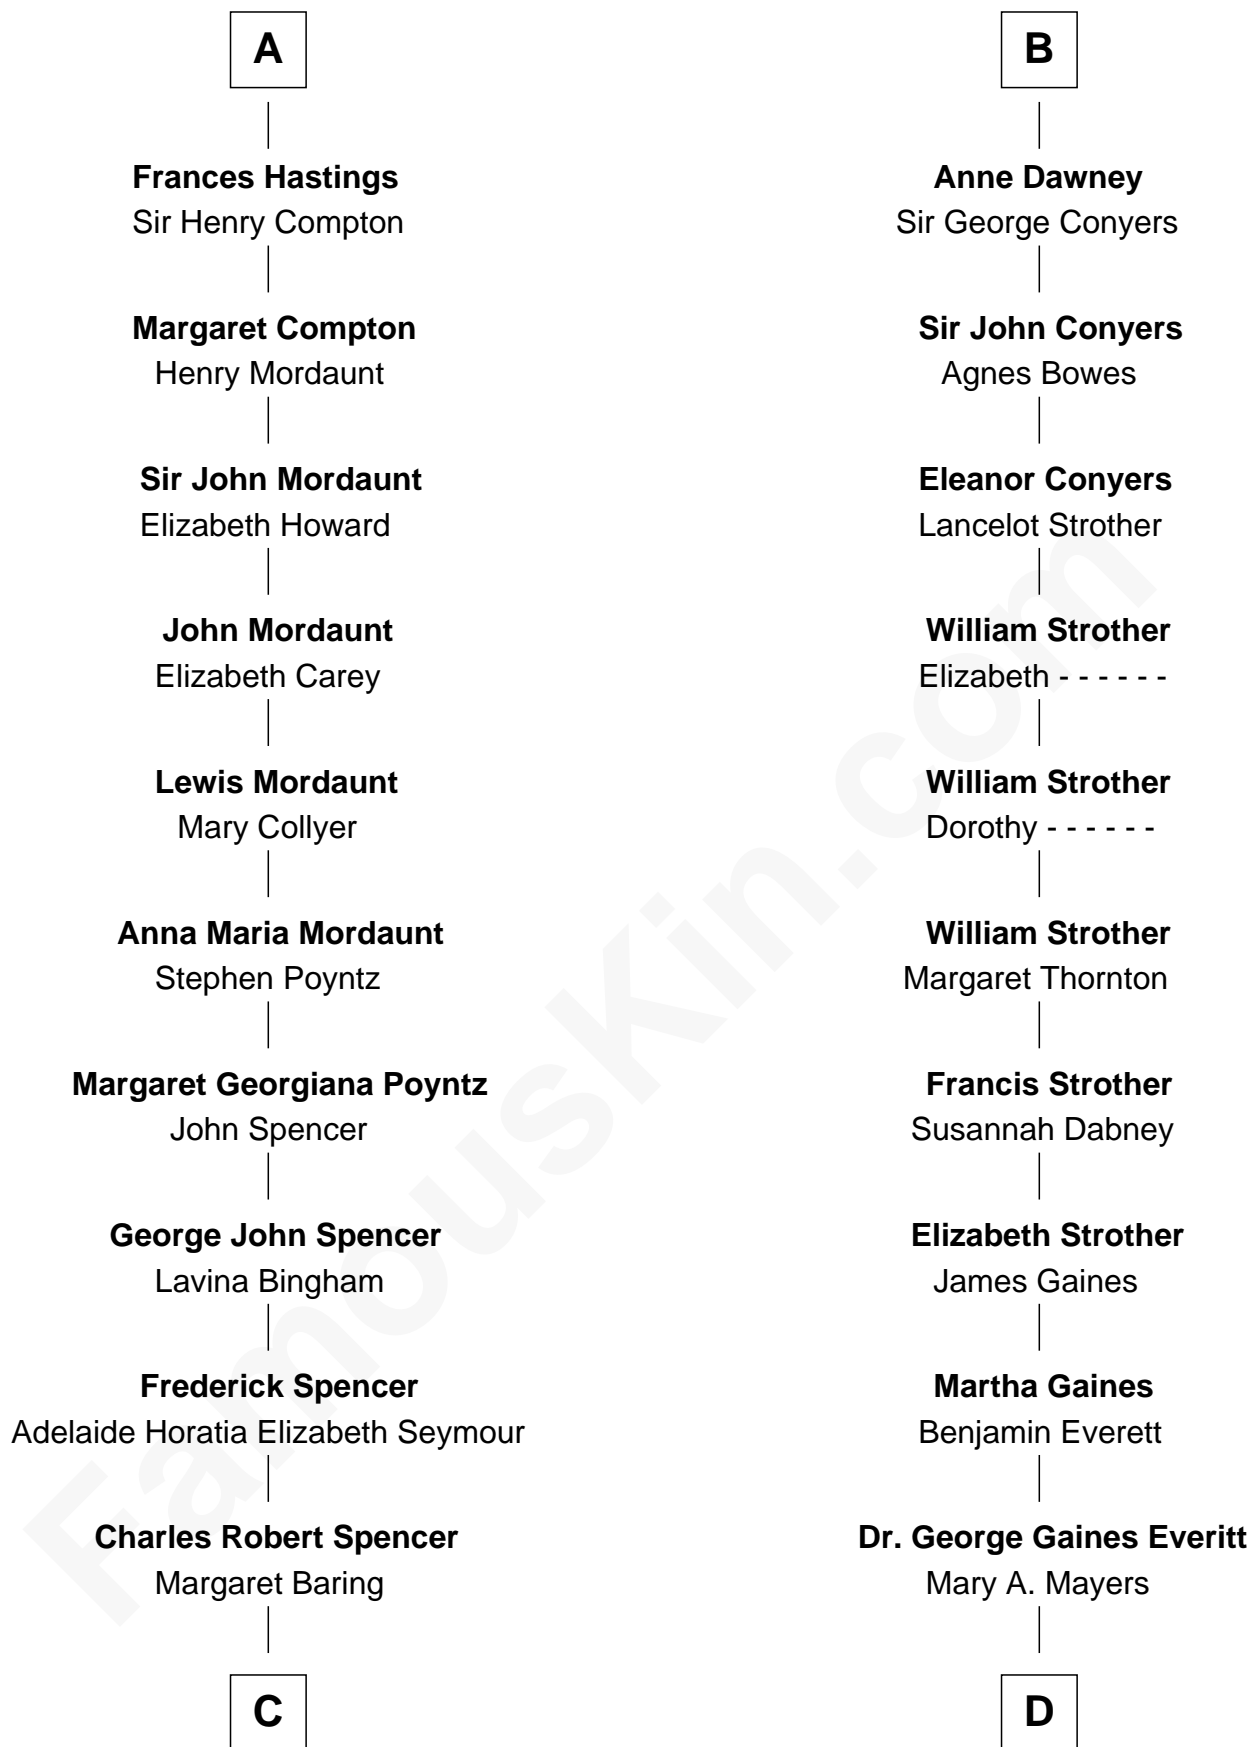 A
Frances Hastings
Sir Henry Compton
Margaret Compton
Henry Mordaunt
Sir John Mordaunt
Elizabeth Howard
John Mordaunt
Elizabeth Carey
Lewis Mordaunt
Mary Collyer
Anna Maria Mordaunt
Stephen Poyntz
Margaret Georgiana Poyntz
John Spencer
George John Spencer
Lavina Bingham
Frederick Spencer
Adelaide Horatia Elizabeth Seymour
Charles Robert Spencer
Margaret Baring
C
B
Anne Dawney
Sir George Conyers
Sir John Conyers
Agnes Bowes
Eleanor Conyers
Lancelot Strother
William Strother
Elizabeth - - - - - -
William Strother
Dorothy - - - - - -
William Strother
Margaret Thornton
Francis Strother
Susannah Dabney
Elizabeth Strother
James Gaines
Martha Gaines
Benjamin Everett
Dr. George Gaines Everitt
Mary A. Mayers
D
FamousKin.com